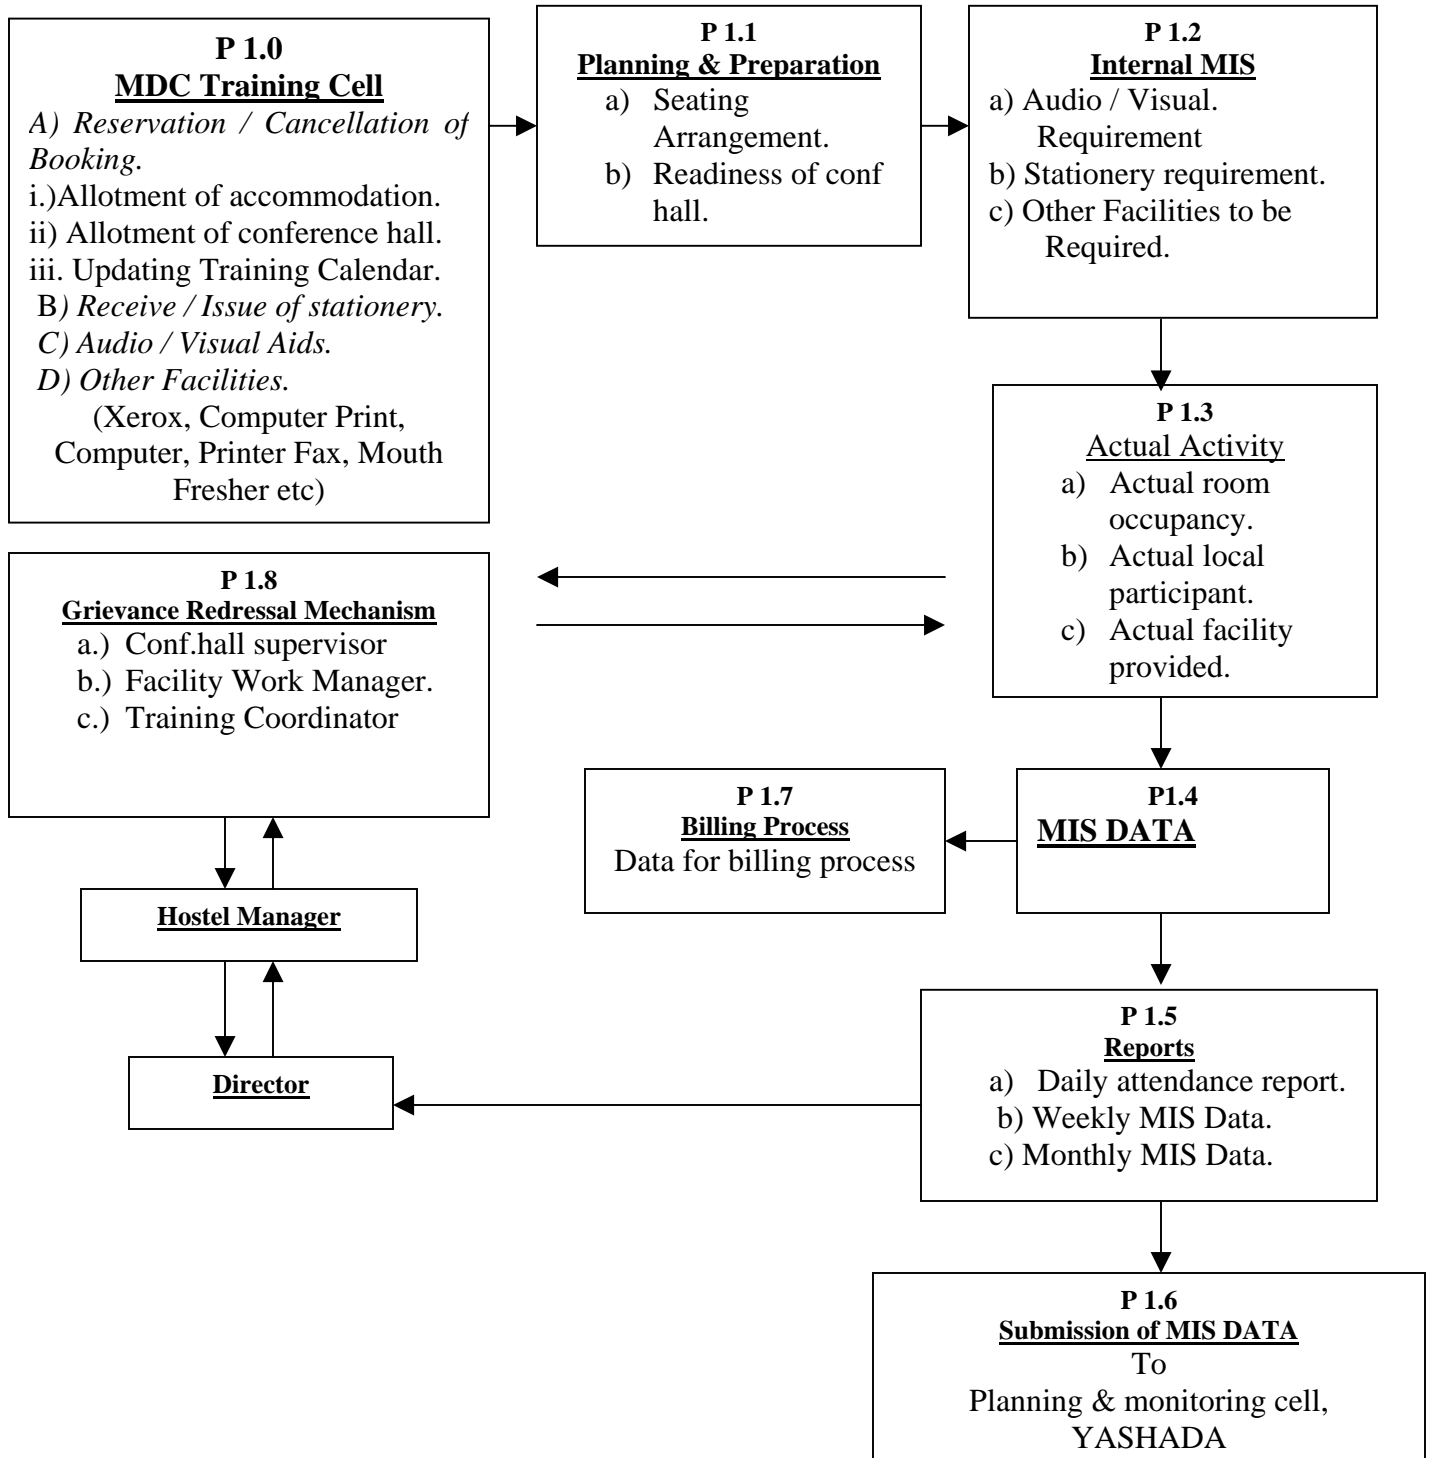 P 1.0
MDC Training Cell
A) Reservation / Cancellation of
Booking.
i.)Allotment of accommodation.
ii) Allotment of conference hall.
iii. Updating Training Calendar.
B) Receive / Issue of stationery.
C) Audio / Visual Aids.
D) Other Facilities.
(Xerox, Computer Print,
Computer, Printer Fax, Mouth
Fresher etc)
P 1.1
Planning & Preparation
a) Seating
Arrangement.
b) Readiness of conf
hall.
P 1.2
Internal MIS
a) Audio / Visual.
Requirement
b) Stationery requirement.
c) Other Facilities to be
Required.
P 1.3
Actual Activity
a) Actual room
occupancy.
b) Actual local
participant.
c) Actual facility
provided.
P 1.8
Grievance Redressal Mechanism
a.) Conf.hall supervisor
b.) Facility Work Manager.
c.) Training Coordinator
P 1.7
Billing Process
Data for billing process
P1.4
MIS DATA
Hostel Manager
Director
P 1.5
Reports
a) Daily attendance report.
b) Weekly MIS Data.
c) Monthly MIS Data.
P 1.6
Submission of MIS DATA
To
Planning & monitoring cell,
YASHADA